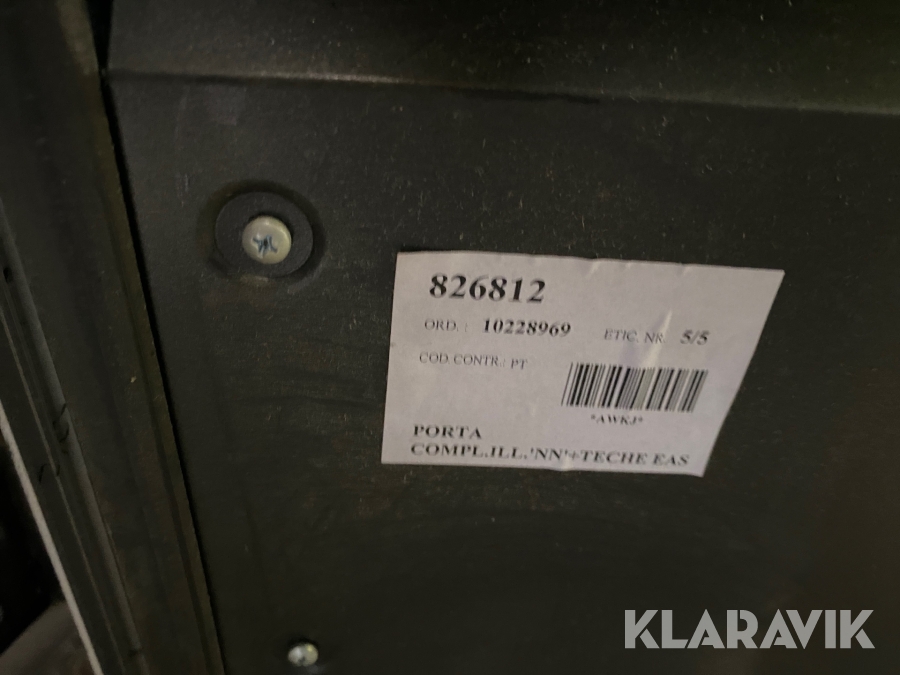 826812
ORD. : 10228969 ETIC. NR 5/5
COD. CONTR.: PT
*AWKJ*
PORTA
COMPL.ILL.'NN'+TECHE EAS
KLARAVIK